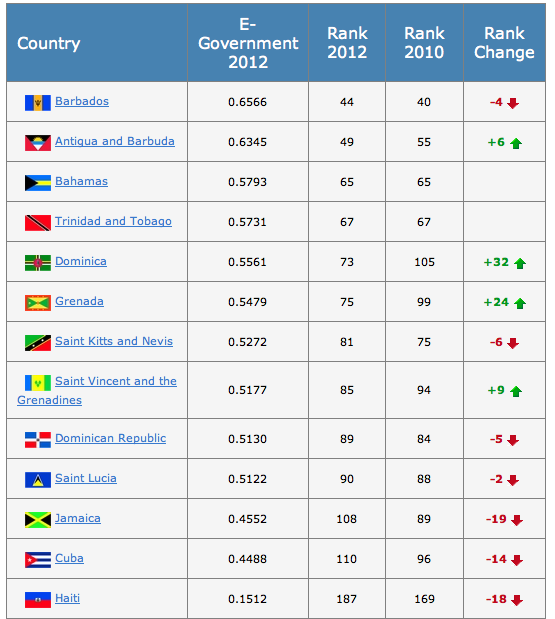 Country E-Government 2012 Rank 2012 Rank 2010 Rank Change
Barbados 0.6566 44 40 -4
Antigua and Barbuda 0.6345 49 55 +6
Bahamas 0.5793 65 65
Trinidad and Tobago 0.5731 67 67
Dominica 0.5561 73 105 +32
Grenada 0.5479 75 99 +24
Saint Kitts and Nevis 0.5272 81 75 -6
Saint Vincent and the Grenadines 0.5177 85 94 +9
Dominican Republic 0.5130 89 84 -5
Saint Lucia 0.5122 90 88 -2
Jamaica 0.4552 108 89 -19
Cuba 0.4488 110 96 -14
Haiti 0.1512 187 169 -18